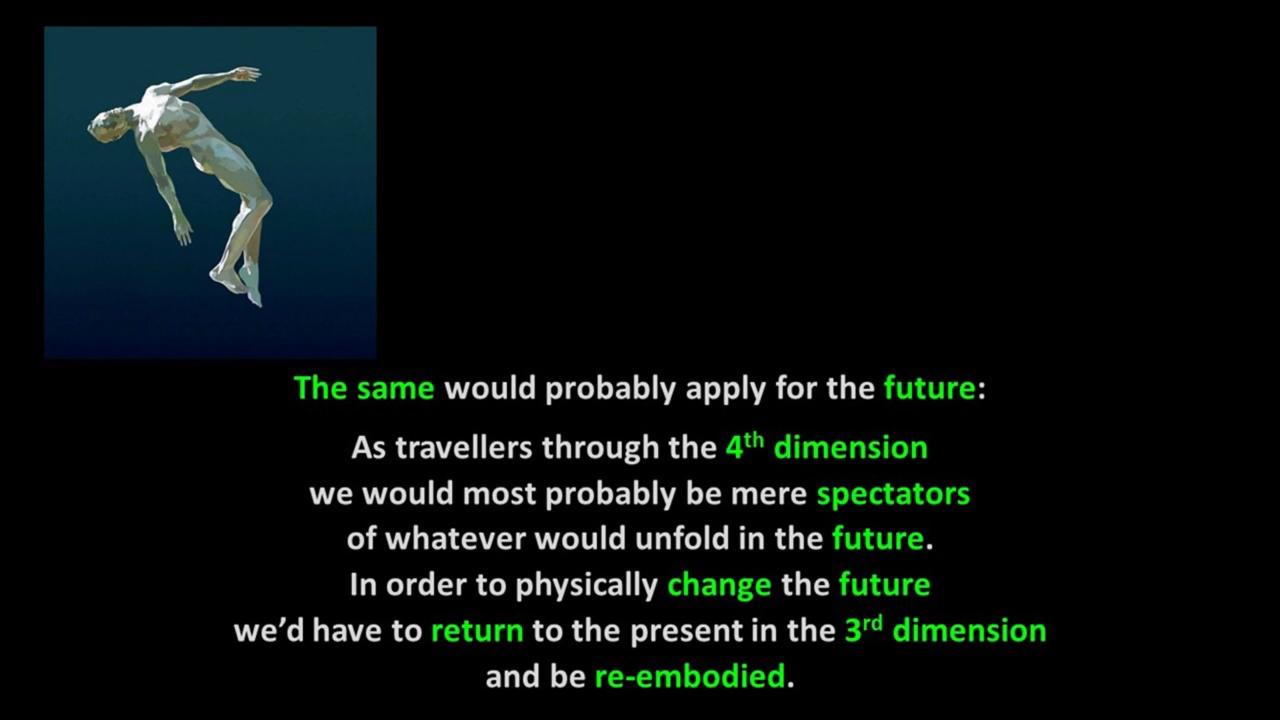 The same would probably apply for the future:
As travellers through the 4th dimension
we would most probably be mere spectators
of whatever would unfold in the future.
In order to physically change the future
we’d have to return to the present in the 3rd dimension
and be re-embodied.